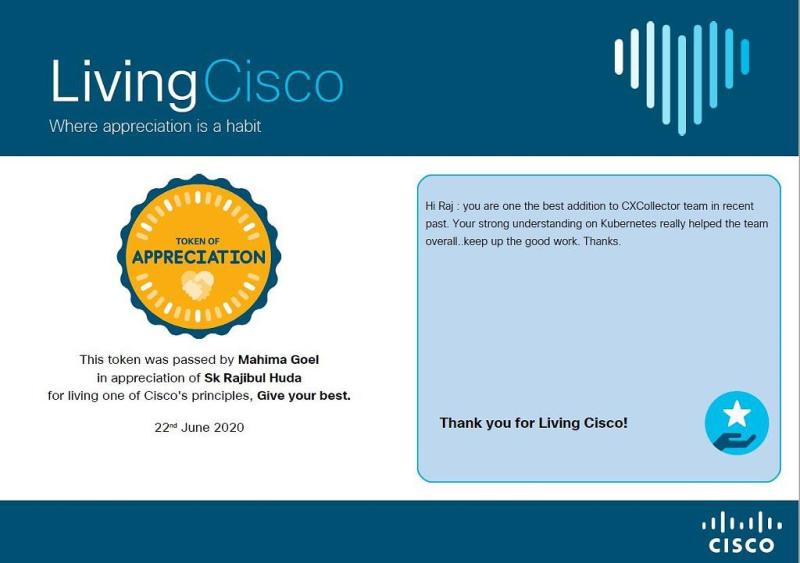 LivingCisco
Where appreciation is a habit
TOKEN OF
APPRECIATION
This token was passed by Mahima Goel
in appreciation of Sk Rajibul Huda
for living one of Cisco's principles, Give your best.
22nd June 2020
Hi Raj : you are one the best addition to CXCollector team in recent
past. Your strong understanding on Kubernetes really helped the team
overall..keep up the good work. Thanks.
Thank you for Living Cisco!
CISCO